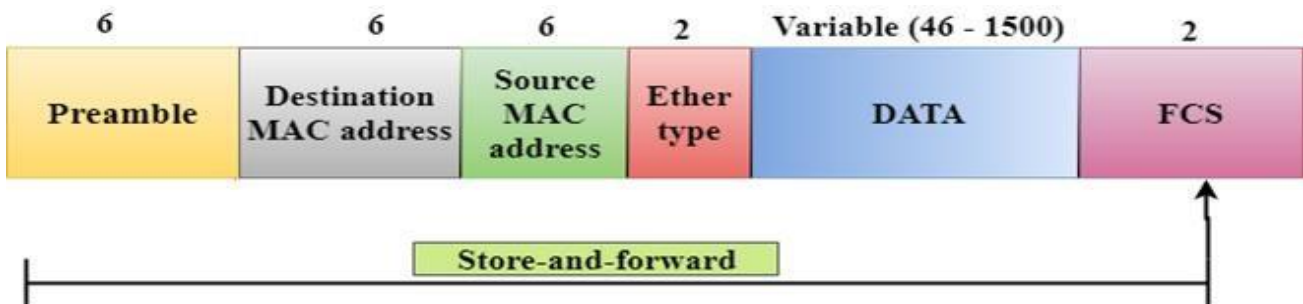 6 6 6 2 Variable (46 - 1500) 2
Preamble
Destination
MAC address
Source
MAC
address
Ether
type
DATA
FCS
Store-and-forward